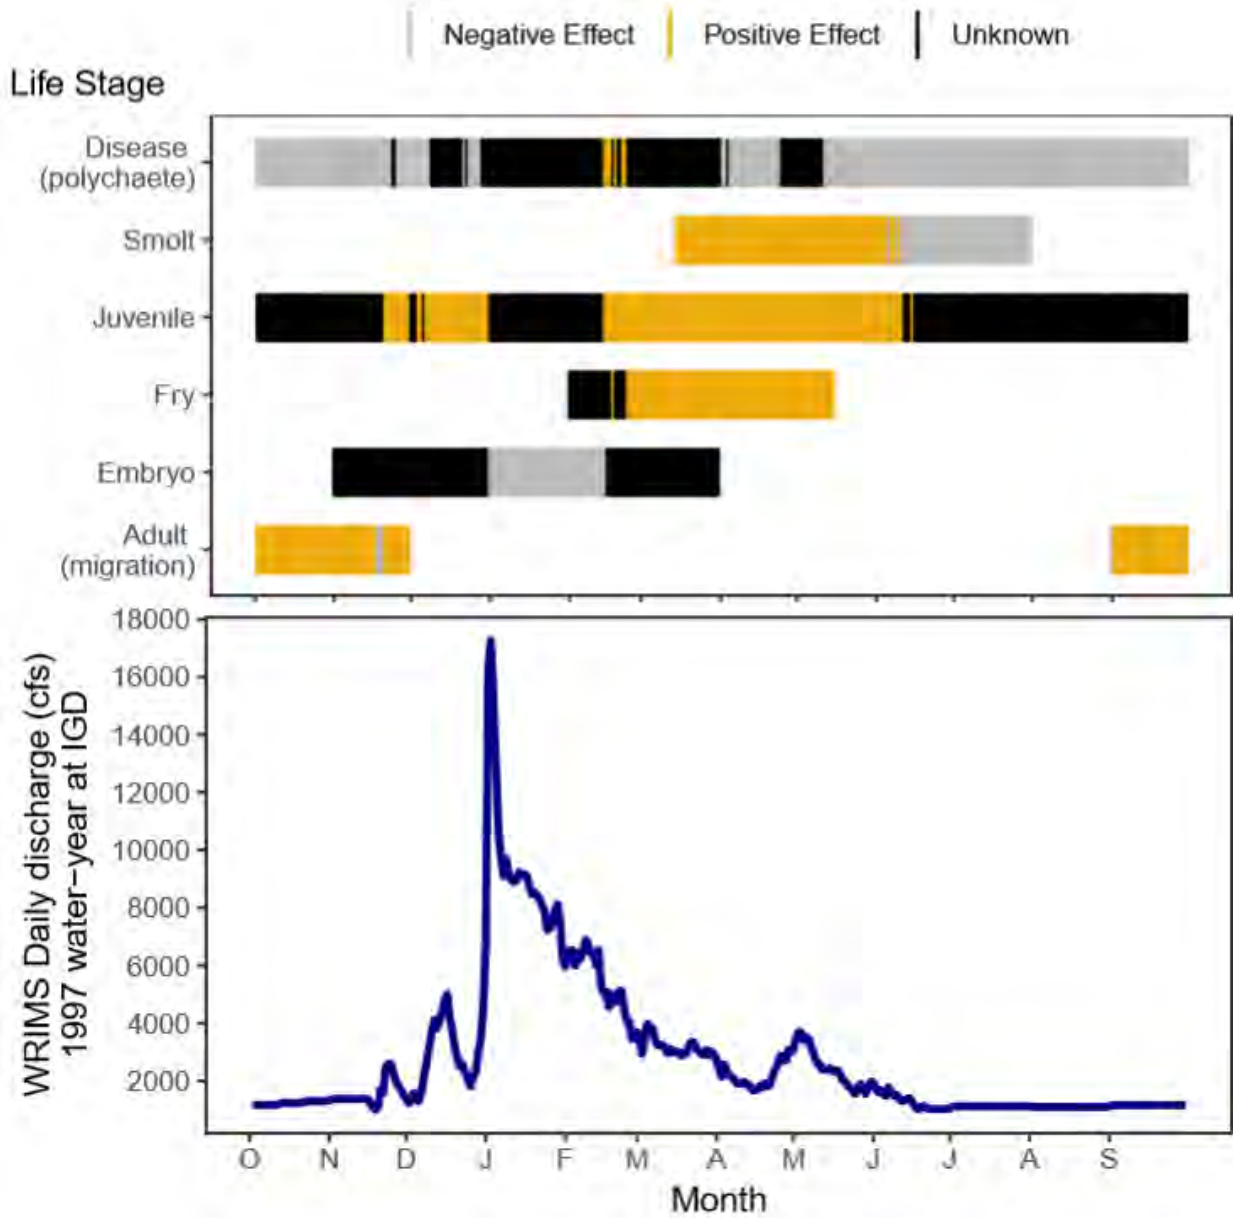 Negative Effect Positive Effect Unknown
Life Stage
Disease
(polychaete)
Smolt
Juvenile
Fry
Embryo
Adult
(migration)
WRIMS Daily discharge (cfs)
1997 water-year at IGD
18000
16000
14000
12000
10000
8000
6000
4000
2000
O N D J F M A M J J A S
Month